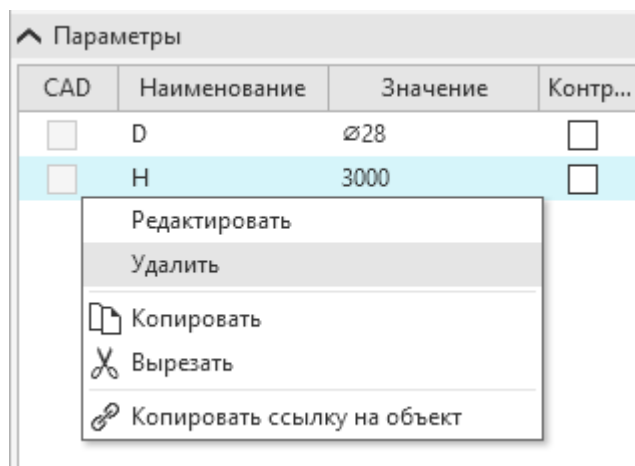 Параметры
CAD Наименование Значение Контр...
D ⌀28
H 3000
Редактировать
Удалить
Копировать
Вырезать
Копировать ссылку на объект